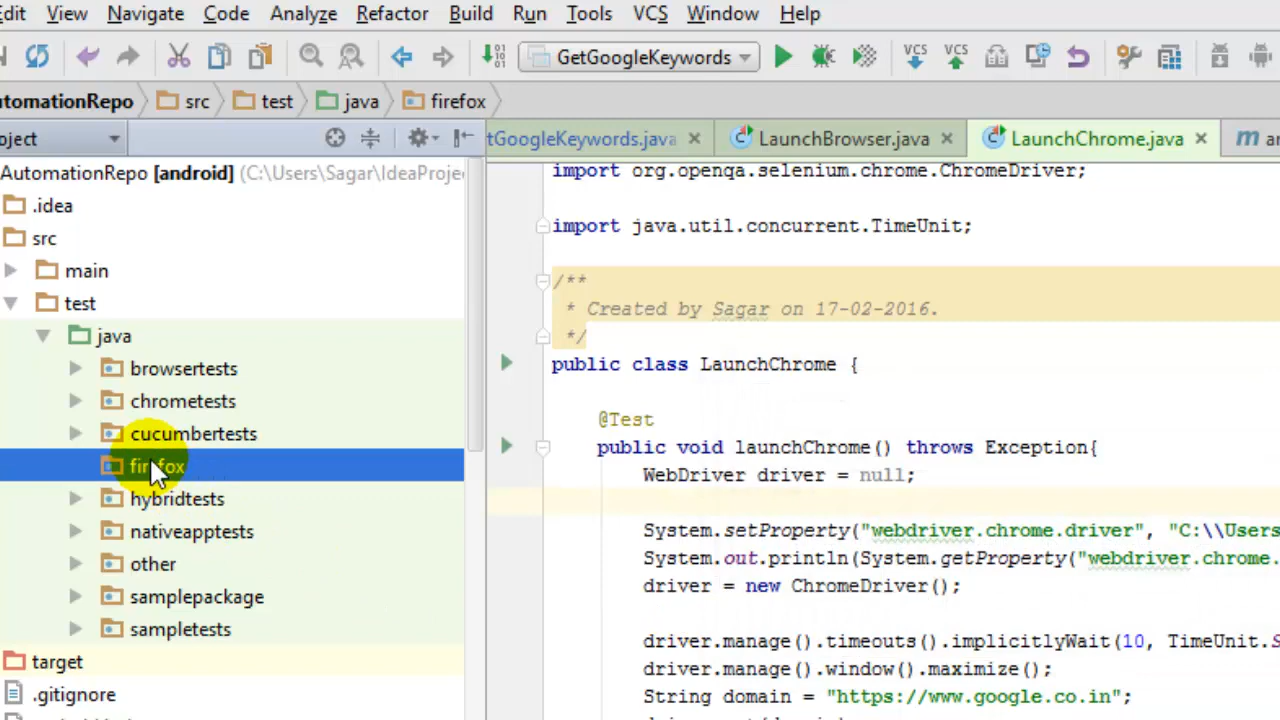 Edit View Navigate Code Analyze Refactor Build Run Tools VCS Window Help
GetGoogleKeywords VCS VCS
utomationRepo src test java firefox
oject
tGoogleKeywords.java LaunchBrowser.java LaunchChrome.java m
AutomationRepo [android] (C:\Users\Sagar\IdeaProje
.idea
src
main
test
java
browsertests
chrometests
cucumbertests
firefox
hybridtests
nativeapptests
other
samplepackage
sampletests
target
.gitignore
import org.openqa.selenium.chrome.ChromeDriver;
import java.util.concurrent.TimeUnit;
/**
* Created by Sagar on 17-02-2016.
*/
public class LaunchChrome {
@Test
public void launchChrome() throws Exception{
WebDriver driver = null;
System.setProperty("webdriver.chrome.driver", "C:\\Users
System.out.println(System.getProperty("webdriver.chrome.
driver = new ChromeDriver();
driver.manage().timeouts().implicitlyWait(10, TimeUnit.S
driver.manage().window().maximize();
String domain = "https://www.google.co.in";